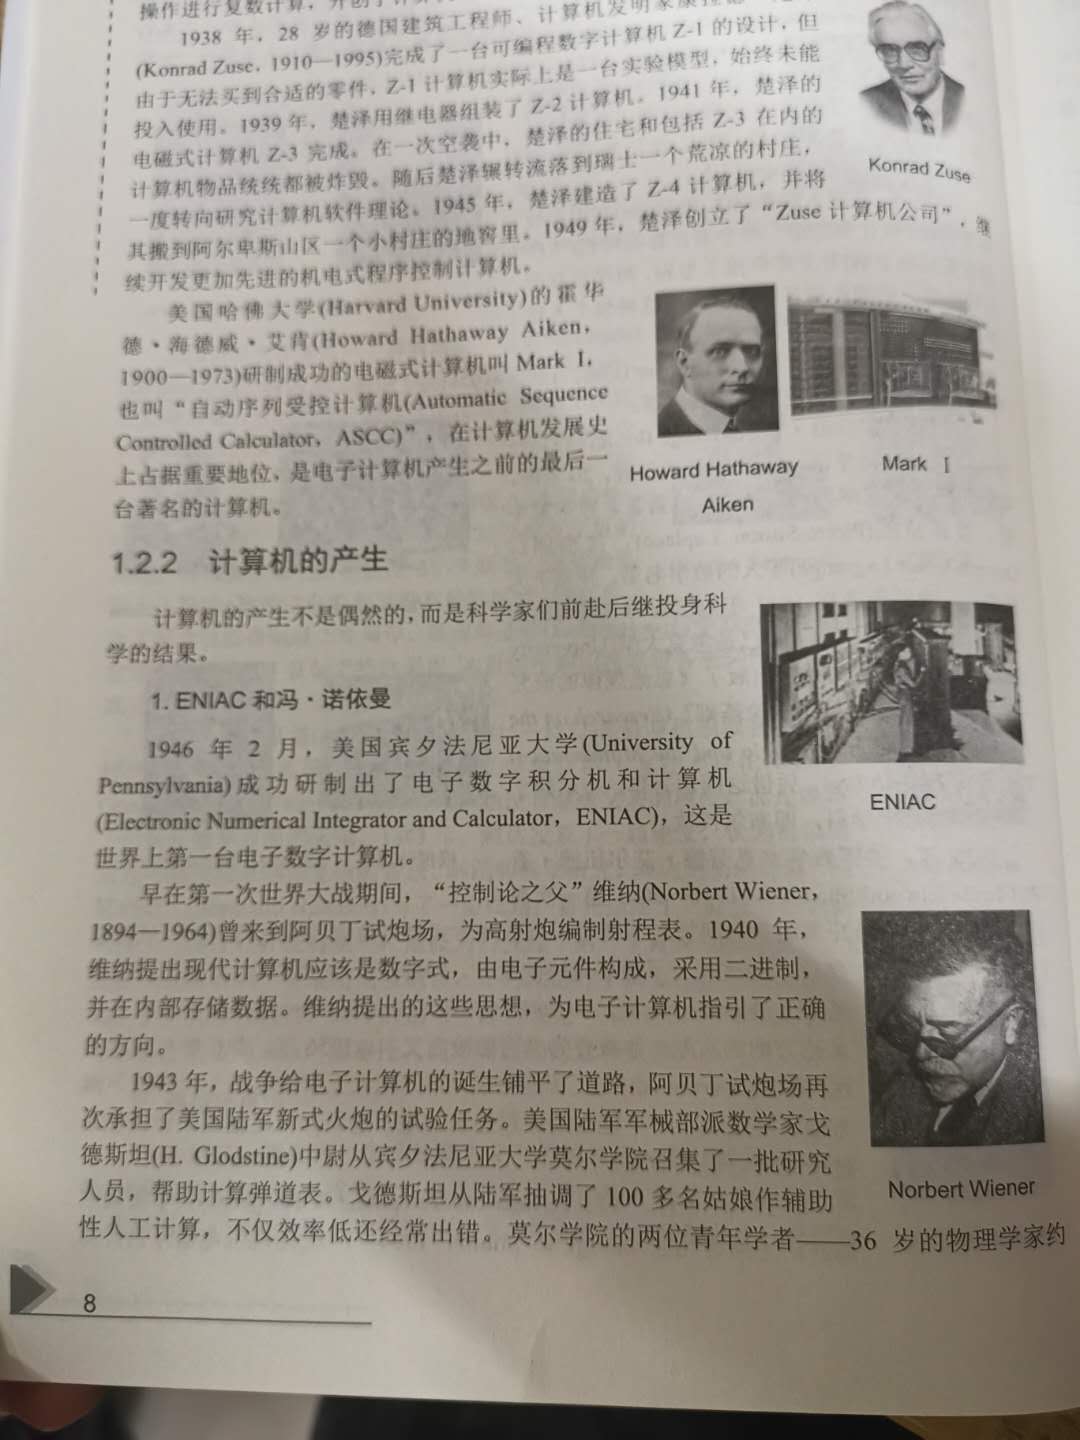 操作进行复数计算，开创了计算
1938 年，28 岁的德国建筑工程师、计算机发明家康拉德
(Konrad Zuse，1910—1995)完成了一台可编程数字计算机 Z-1 的设计，但
由于无法买到合适的零件，Z-1 计算机实际上是一台实验模型，始终未能
投入使用。1939 年，楚泽用继电器组装了 Z-2 计算机。1941 年，楚泽的
电磁式计算机 Z-3 完成。在一次空袭中，楚泽的住宅和包括 Z-3 在内的
计算机物品统统都被炸毁。随后楚泽辗转流落到瑞士一个荒凉的村庄，
一度转向研究计算机软件理论。1945 年，楚泽建造了 Z-4 计算机，并将
其搬到阿尔卑斯山区一个小村庄的地窖里。1949 年，楚泽创立了“Zuse 计算机公司”，继
续开发更加先进的机电式程序控制计算机。
Konrad Zuse
美国哈佛大学(Harvard University)的霍华
德·海德威·艾肯(Howard Hathaway Aiken，
1900—1973)研制成功的电磁式计算机叫 Mark Ⅰ，
也叫“自动序列受控计算机(Automatic Sequence
Controlled Calculator，ASCC)”，在计算机发展史
上占据重要地位，是电子计算机产生之前的最后一
台著名的计算机。
Howard Hathaway
Aiken
Mark Ⅰ
1.2.2 计算机的产生
计算机的产生不是偶然的，而是科学家们前赴后继投身科
学的结果。
1. ENIAC 和冯·诺依曼
1946 年 2 月，美国宾夕法尼亚大学(University of
Pennsylvania)成功研制出了电子数字积分机和计算机
(Electronic Numerical Integrator and Calculator，ENIAC)，这是
世界上第一台电子数字计算机。
ENIAC
早在第一次世界大战期间，“控制论之父”维纳(Norbert Wiener，
1894—1964)曾来到阿贝丁试炮场，为高射炮编制射程表。1940 年，
维纳提出现代计算机应该是数字式，由电子元件构成，采用二进制，
并在内部存储数据。维纳提出的这些思想，为电子计算机指引了正确
的方向。
1943 年，战争给电子计算机的诞生铺平了道路，阿贝丁试炮场再
次承担了美国陆军新式火炮的试验任务。美国陆军军械部派数学家戈
德斯坦(H. Glodstine)中尉从宾夕法尼亚大学莫尔学院召集了一批研究
人员，帮助计算弹道表。戈德斯坦从陆军抽调了 100 多名姑娘作辅助
性人工计算，不仅效率低还经常出错。莫尔学院的两位青年学者——36 岁的物理学家约
Norbert Wiener
8